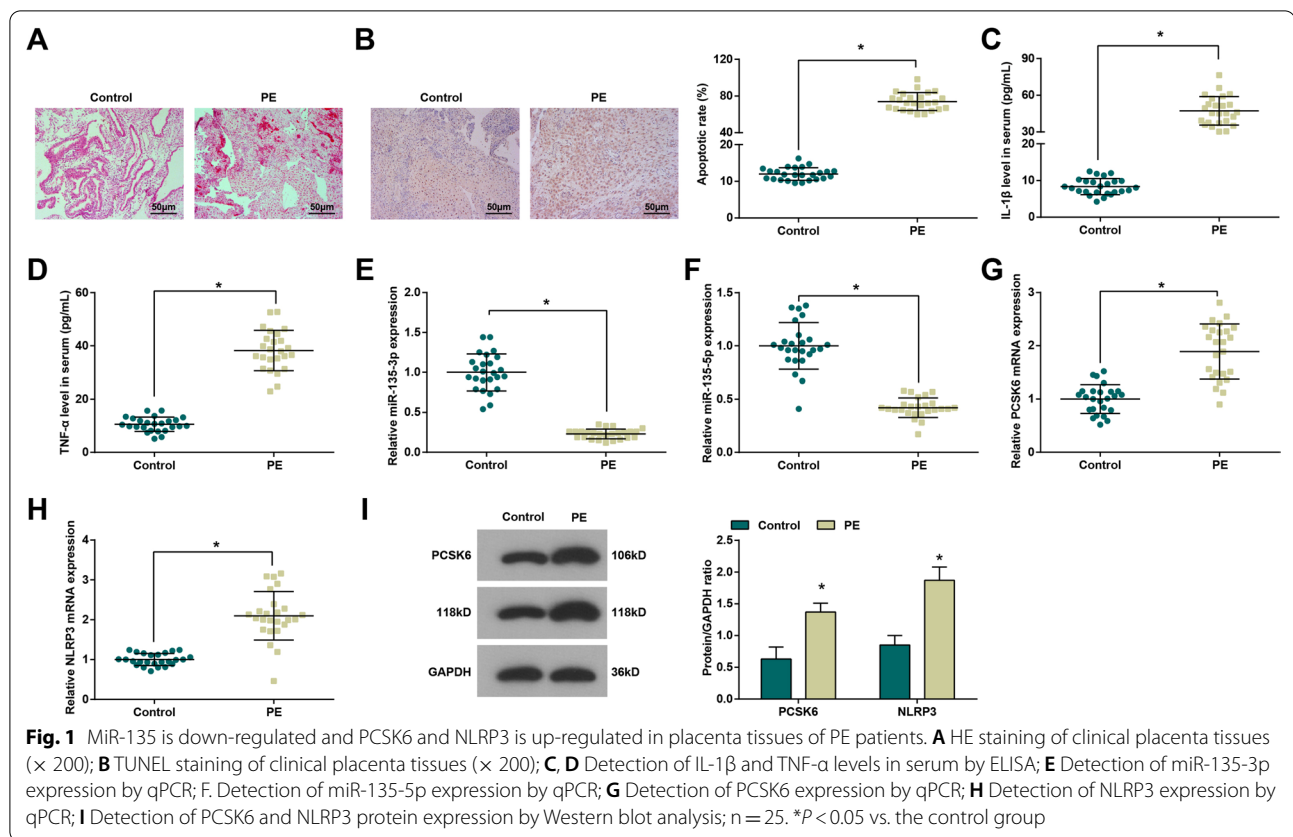 A
Control
PE
50µm
50µm
B
Control
PE
50µm
50µm
Apoptotic rate (%)
120
100
80
60
40
20
10
0
*
Control
PE
C
IL-1β level in serum (pg/mL)
90
60
30
20
10
0
*
Control
PE
D
TNF-α level in serum (pg/mL)
60
40
20
0
*
Control
PE
E
Relative miR-135-3p expression
2.0
1.5
1.0
0.5
0.0
*
Control
PE
F
Relative miR-135-5p expression
1.5
1.0
0.5
0.0
*
Control
PE
G
Relative PCSK6 mRNA expression
3
2
1
0
*
Control
PE
H
Relative NLRP3 mRNA expression
4
3
2
1
0
*
Control
PE
I
Control PE
PCSK6 106kD
118kD 118kD
GAPDH 36kD
Control PE
Protein/GAPDH ratio
2.5
2.0
1.5
1.0
0.5
0.0
*
*
PCSK6 NLRP3
Fig. 1 MiR-135 is down-regulated and PCSK6 and NLRP3 is up-regulated in placenta tissues of PE patients. A HE staining of clinical placenta tissues
(× 200); B TUNEL staining of clinical placenta tissues (× 200); C, D Detection of IL-1β and TNF-α levels in serum by ELISA; E Detection of miR-135-3p
expression by qPCR; F. Detection of miR-135-5p expression by qPCR; G Detection of PCSK6 expression by qPCR; H Detection of NLRP3 expression by
qPCR; I Detection of PCSK6 and NLRP3 protein expression by Western blot analysis; n = 25. *P < 0.05 vs. the control group